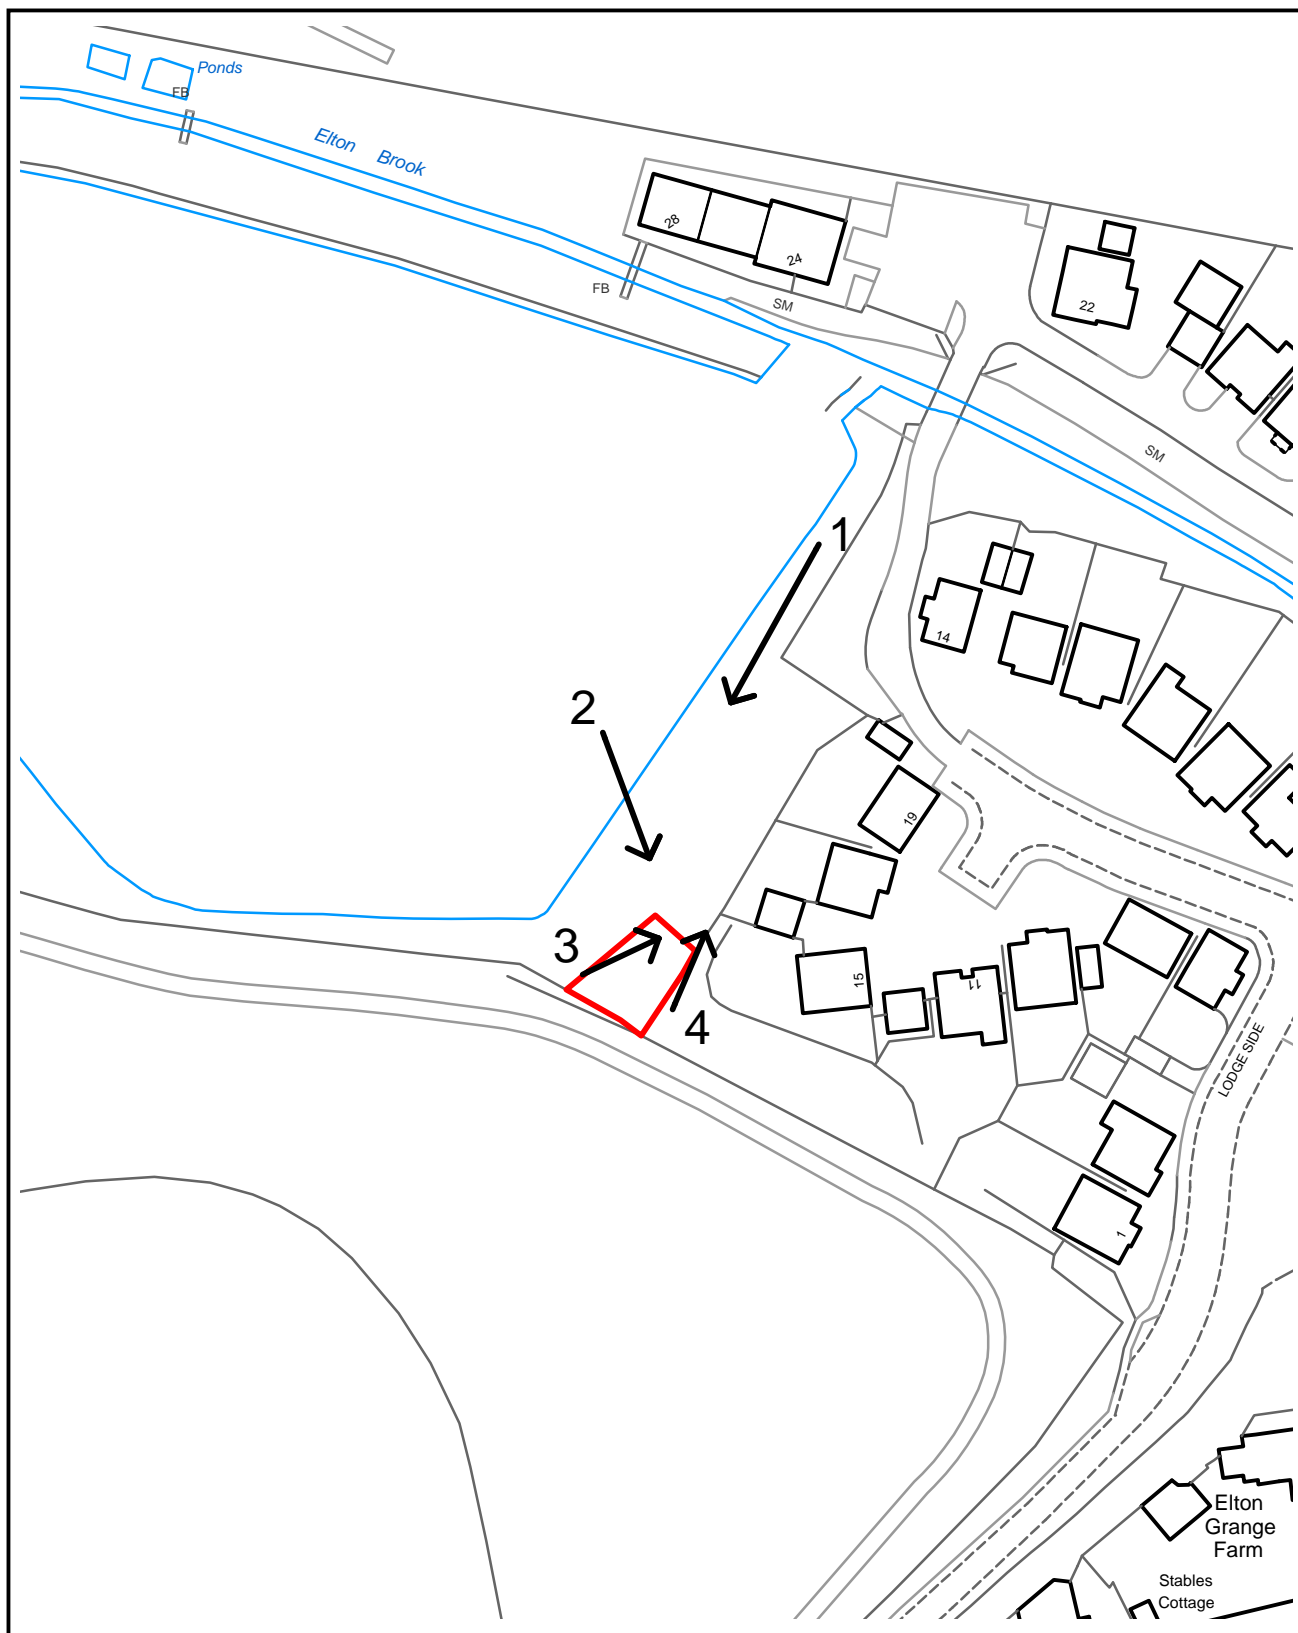 Ponds
FB
Elton Brook
28
24
22
FB
SM
SM
1
14
2
19
3
15
11
4
LODGE SIDE
1
Elton
Grange
Farm
Stables
Cottage